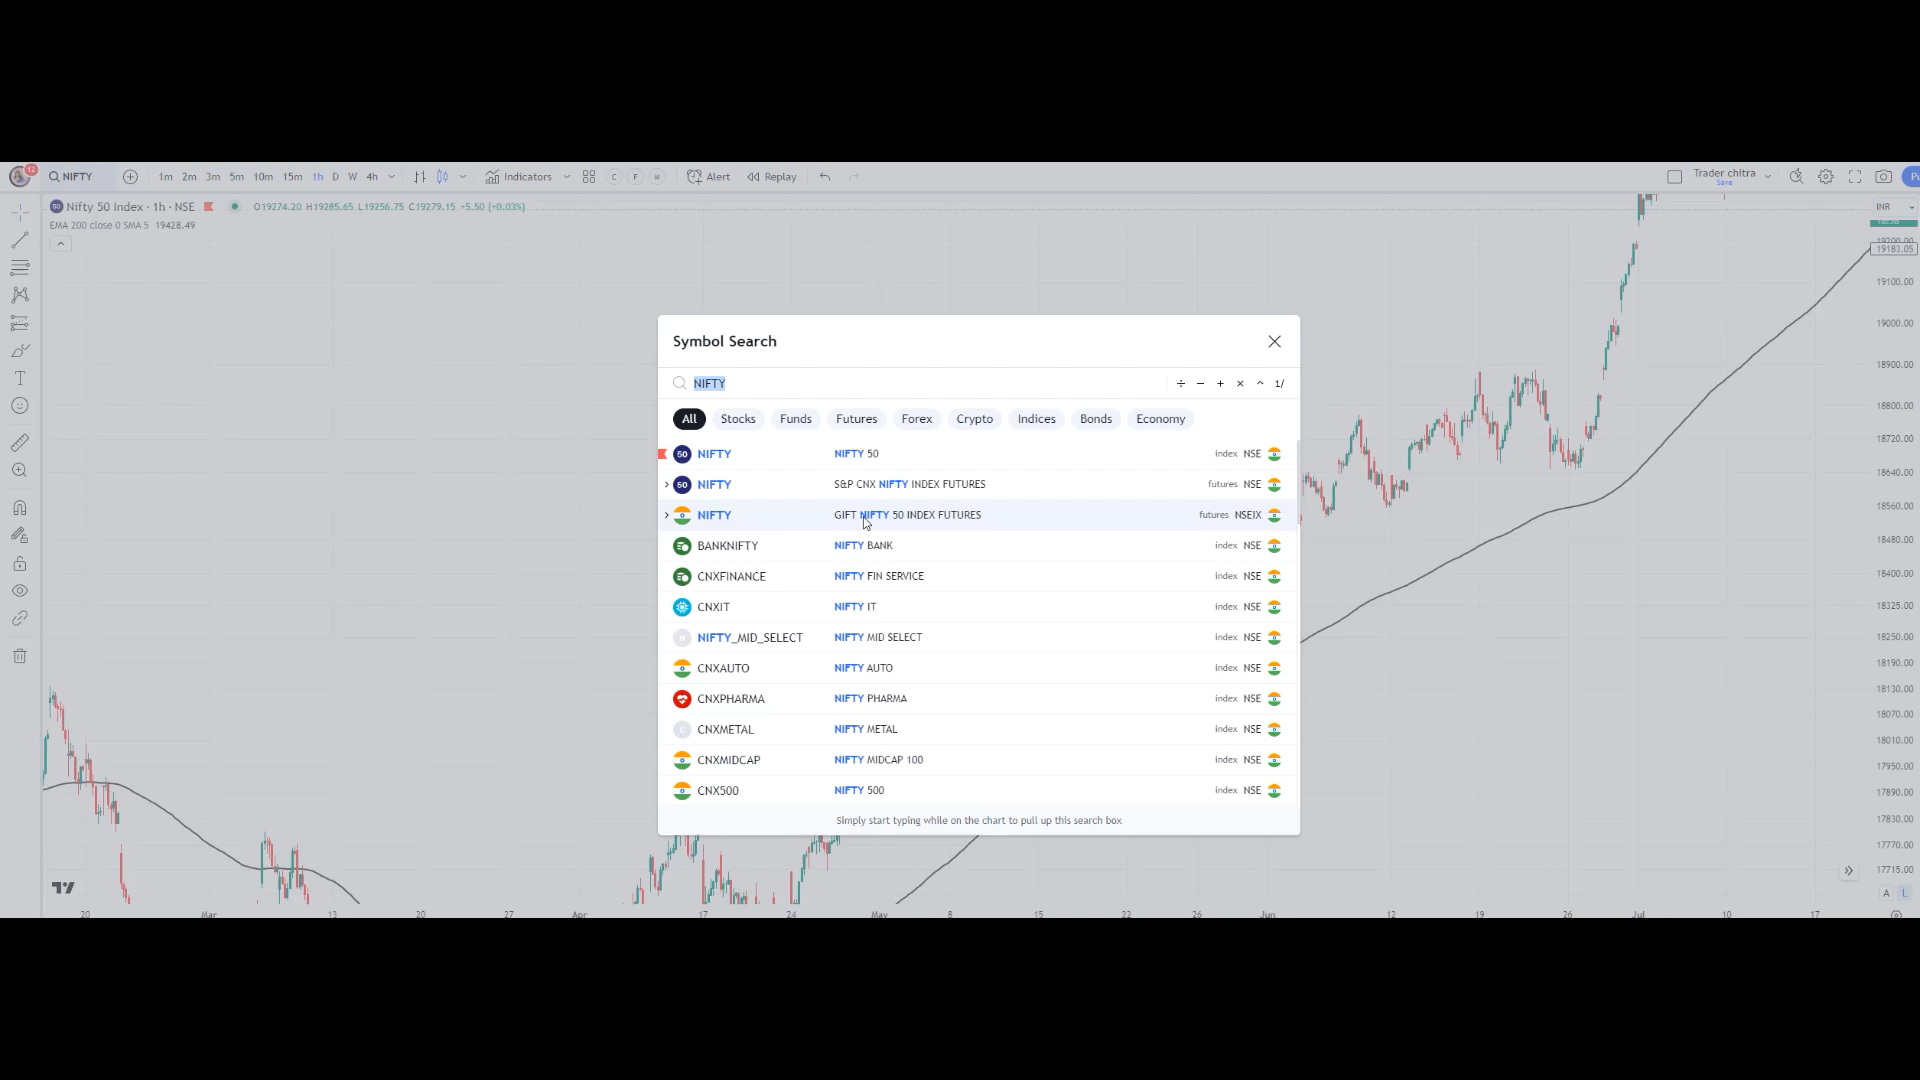 12 NIFTY 1m 2m 3m 5m 10m 15m 1h D W 4h Indicators C F M Alert Replay Trader chitra Save
50 Nifty 50 Index · 1h · NSE O19274.20 H19285.65 L19256.75 C19279.15 +5.50 (+0.03%) INR
EMA 200 close 0 SMA 5 19428.49
19183.05
19100.00
19000.00
18900.00
18800.00
18720.00
18640.00
18560.00
18480.00
18400.00
18325.00
18250.00
18190.00
18130.00
18070.00
18010.00
17950.00
17890.00
17830.00
17770.00
17715.00
Symbol Search
NIFTY ÷ − + × ^ 1/
All Stocks Funds Futures Forex Crypto Indices Bonds Economy
50 NIFTY NIFTY 50 index NSE
50 NIFTY S&P CNX NIFTY INDEX FUTURES futures NSE
NIFTY GIFT NIFTY 50 INDEX FUTURES futures NSEIX
BANKNIFTY NIFTY BANK index NSE
CNXFINANCE NIFTY FIN SERVICE index NSE
CNXIT NIFTY IT index NSE
N NIFTY_MID_SELECT NIFTY MID SELECT index NSE
CNXAUTO NIFTY AUTO index NSE
CNXPHARMA NIFTY PHARMA index NSE
C CNXMETAL NIFTY METAL index NSE
CNXMIDCAP NIFTY MIDCAP 100 index NSE
CNX500 NIFTY 500 index NSE
Simply start typing while on the chart to pull up this search box
A L
20 Mar 13 20 27 Apr 17 24 May 8 15 22 26 Jun 12 19 26 Jul 10 17